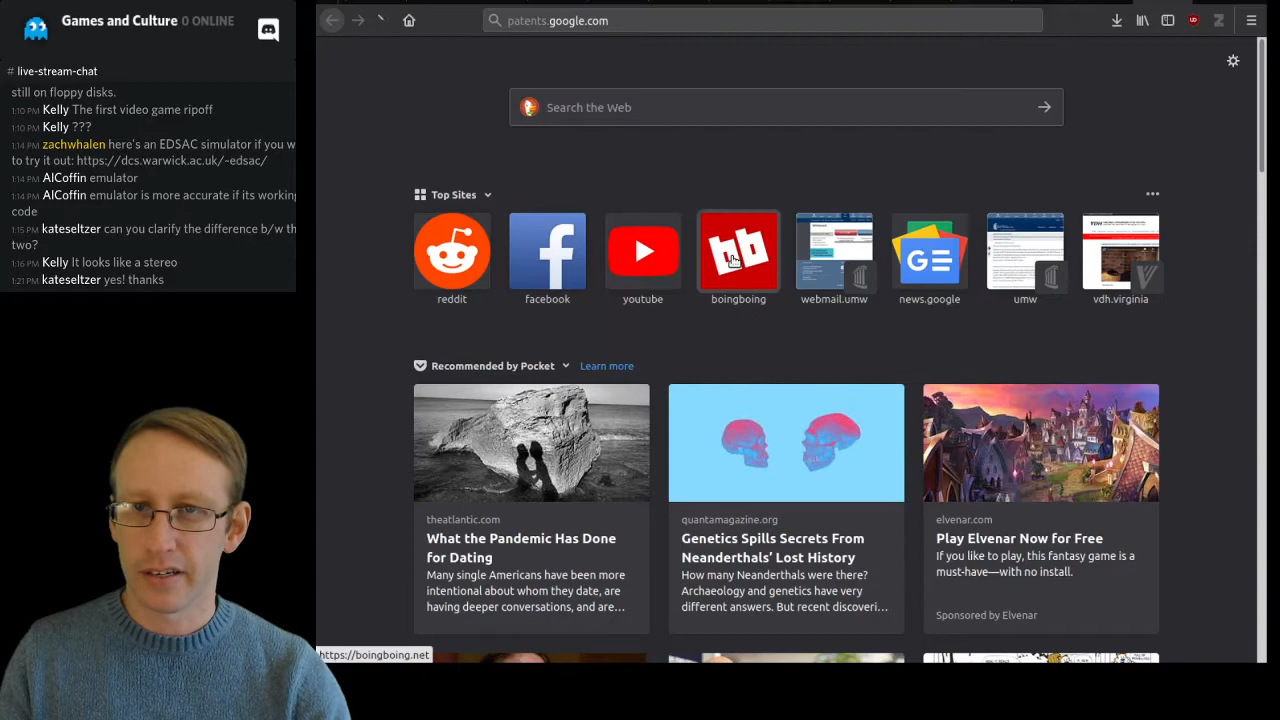 Games and Culture 0 ONLINE
# live-stream-chat
still on floppy disks.
1:10 PM Kelly The first video game ripoff
1:10 PM Kelly ???
1:14 PM zachwhalen here's an EDSAC simulator if you w
to try it out: https://dcs.warwick.ac.uk/~edsac/
1:14 PM AlCoffin emulator
1:14 PM AlCoffin emulator is more accurate if its working
code
1:15 PM kateseltzer can you clarify the difference b/w th
two?
1:16 PM Kelly It looks like a stereo
1:21 PM kateseltzer yes! thanks
patents.google.com
Search the Web
Top Sites
reddit
facebook
youtube
boingboing
webmail.umw
news.google
umw
vdh.virginia
Recommended by Pocket
Learn more
theatlantic.com
What the Pandemic Has Done
for Dating
Many single Americans have been more
intentional about whom they date, are
having deeper conversations, and are...
quantamagazine.org
Genetics Spills Secrets From
Neanderthals' Lost History
How many Neanderthals were there?
Archaeology and genetics have very
different answers. But recent discoveri...
elvenar.com
Play Elvenar Now for Free
If you like to play, this fantasy game is a
must-have—with no install.
Sponsored by Elvenar
https://boingboing.net